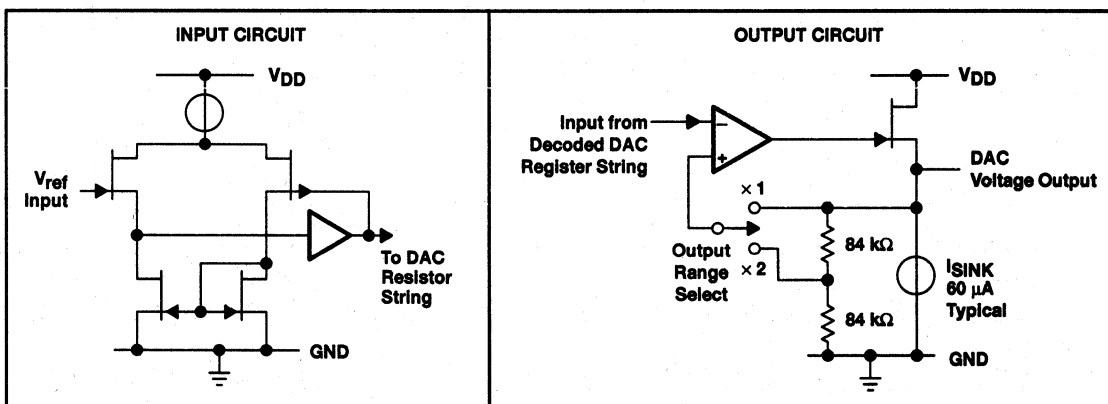 INPUT CIRCUIT
VDD
Vref
Input
To DAC
Resistor
String
GND
OUTPUT CIRCUIT
VDD
Input from
Decoded DAC
Register String
−
+
DAC
Voltage Output
× 1
Output
Range
Select
× 2
84 kΩ
84 kΩ
ISINK
60 μA
Typical
GND